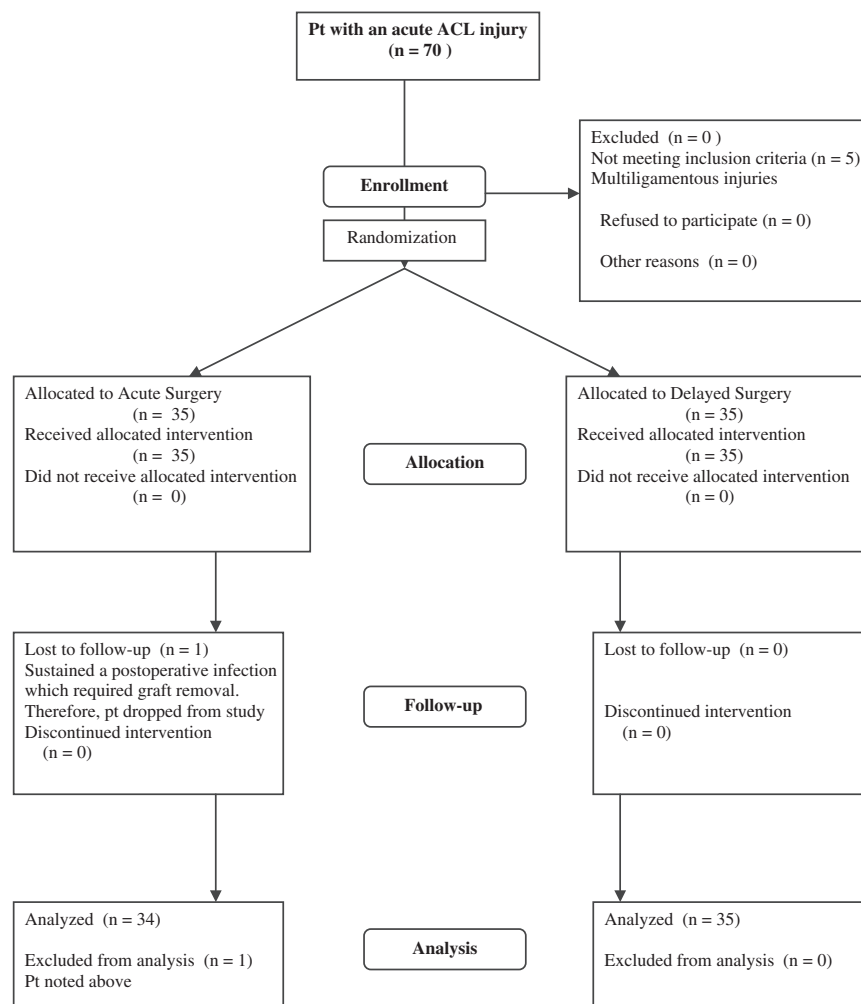 Pt with an acute ACL injury
(n = 70 )
Excluded (n = 0 )
Not meeting inclusion criteria (n = 5)
Multiligamentous injuries
Refused to participate (n = 0)
Other reasons (n = 0)
Enrollment
Randomization
Allocated to Acute Surgery
(n = 35)
Received allocated intervention
(n = 35)
Did not receive allocated intervention
(n = 0)
Allocation
Allocated to Delayed Surgery
(n = 35)
Received allocated intervention
(n = 35)
Did not receive allocated intervention
(n = 0)
Lost to follow-up (n = 1)
Sustained a postoperative infection
which required graft removal.
Therefore, pt dropped from study
Discontinued intervention
(n = 0)
Follow-up
Lost to follow-up (n = 0)
Discontinued intervention
(n = 0)
Analyzed (n = 34)
Excluded from analysis (n = 1)
Pt noted above
Analysis
Analyzed (n = 35)
Excluded from analysis (n = 0)